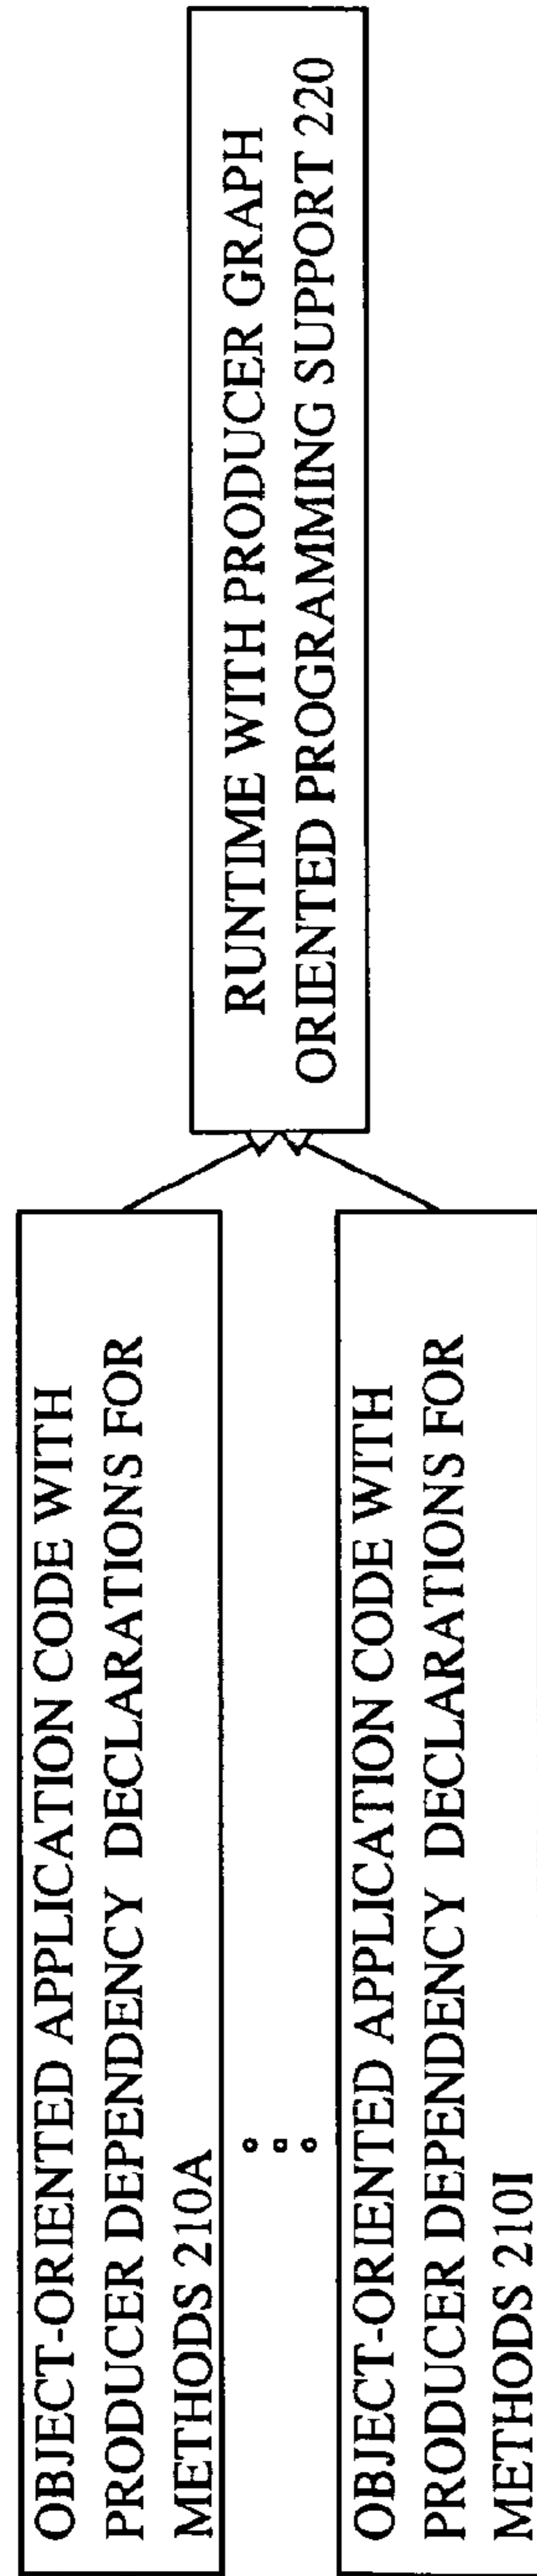 OBJECT-ORIENTED APPLICATION CODE WITH
PRODUCER DEPENDENCY DECLARATIONS FOR
METHODS 210A
OBJECT-ORIENTED APPLICATION CODE WITH
PRODUCER DEPENDENCY DECLARATIONS FOR
METHODS 210I
RUNTIME WITH PRODUCER GRAPH
ORIENTED PROGRAMMING SUPPORT 220